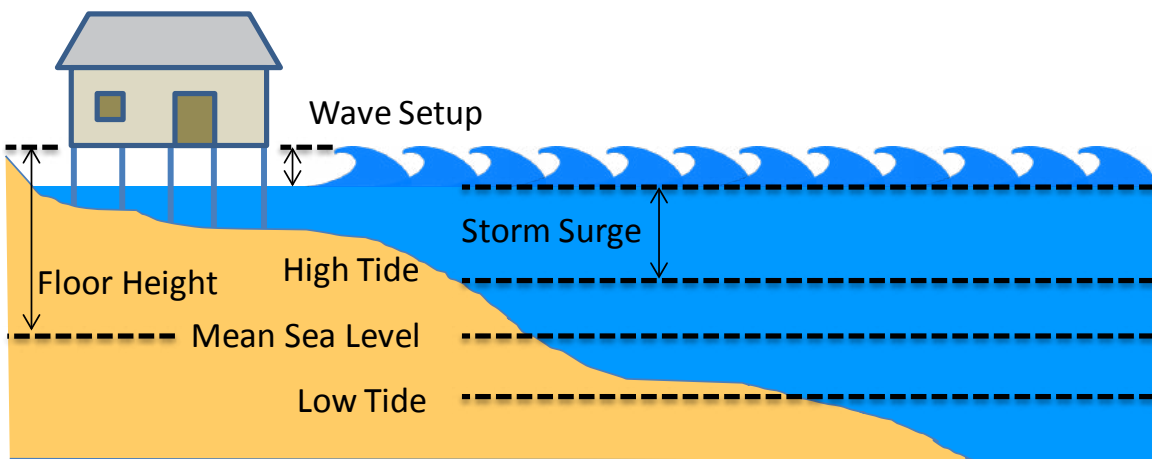 Wave Setup
Storm Surge
High Tide
Floor Height
Mean Sea Level
Low Tide